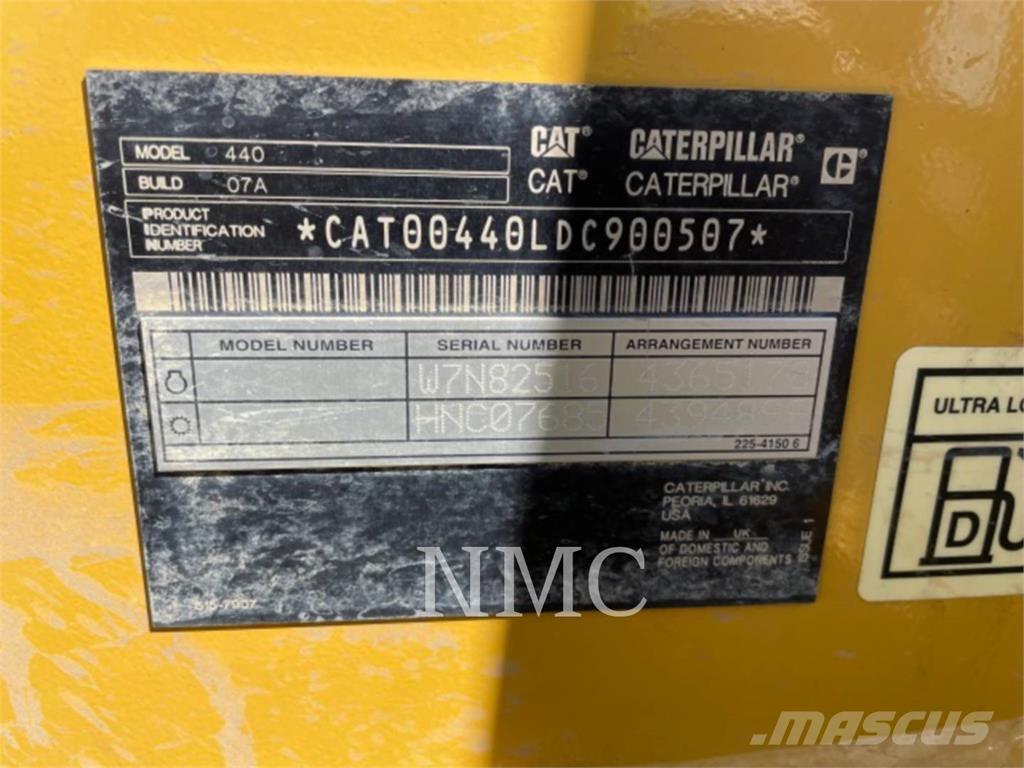 MODEL 440
BUILD 07A
CAT® CATERPILLAR®
CAT® CATERPILLAR®
PRODUCT
IDENTIFICATION
NUMBER
*CAT00440LDC900507*
MODEL NUMBER SERIAL NUMBER ARRANGEMENT NUMBER
W7N82516
HNC07685
225-4150 6
CATERPILLAR INC.
PEORIA, IL 61629
USA
MADE IN UK
OF DOMESTIC AND
FOREIGN COMPONENTS
ISSUE 1
515-7907
ULTRA
D
NMC
MASCUS